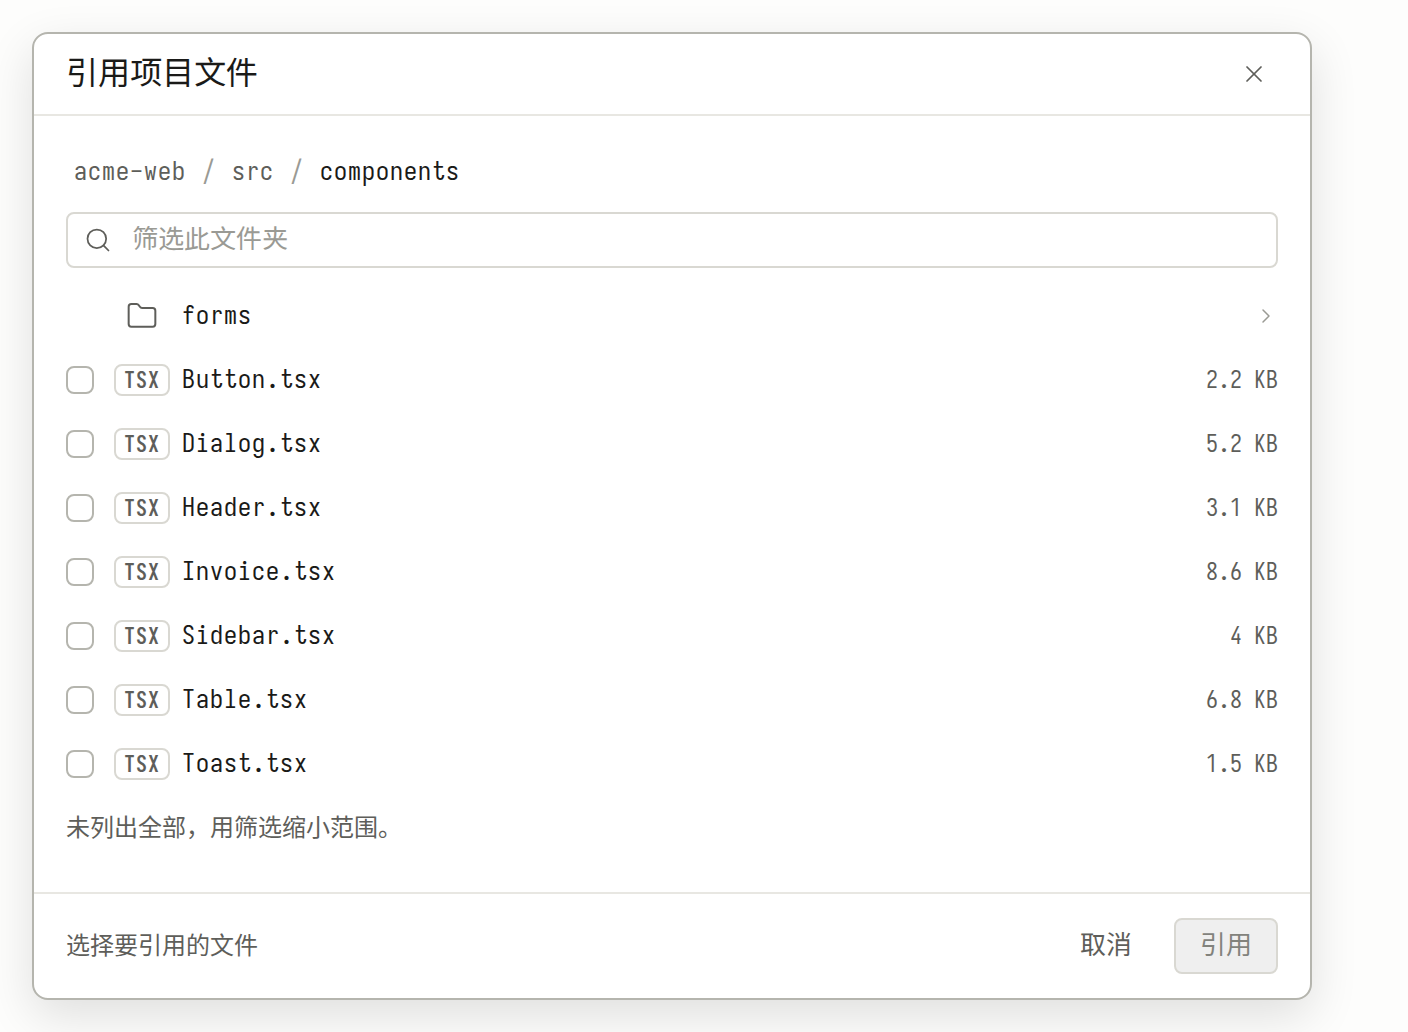 引用项目文件
acme-web / src / components
筛选此文件夹
forms
TSX Button.tsx 2.2 KB
TSX Dialog.tsx 5.2 KB
TSX Header.tsx 3.1 KB
TSX Invoice.tsx 8.6 KB
TSX Sidebar.tsx 4 KB
TSX Table.tsx 6.8 KB
TSX Toast.tsx 1.5 KB
未列出全部，用筛选缩小范围。
选择要引用的文件 取消 引用